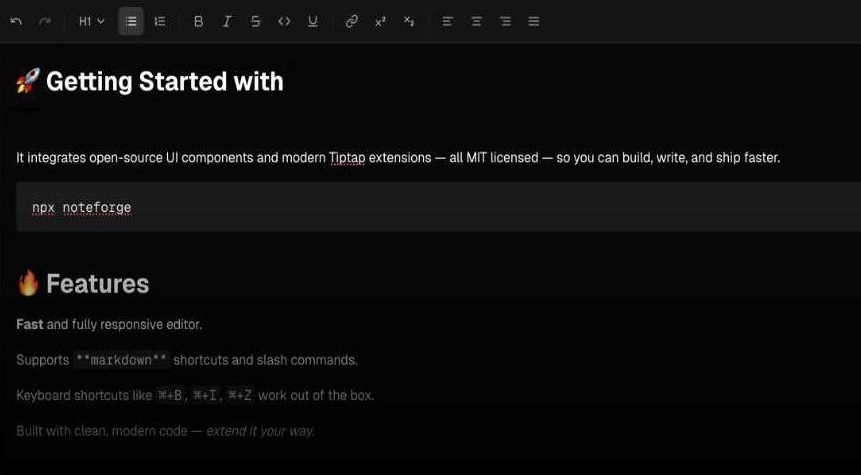 H1
B I S <> U x² x₂
🚀 Getting Started with
It integrates open-source UI components and modern Tiptap extensions — all MIT licensed — so you can build, write, and ship faster.
npx noteforge
🔥 Features
Fast and fully responsive editor.
Supports **markdown** shortcuts and slash commands.
Keyboard shortcuts like ⌘+B, ⌘+I, ⌘+Z work out of the box.
Built with clean, modern code — extend it your way.